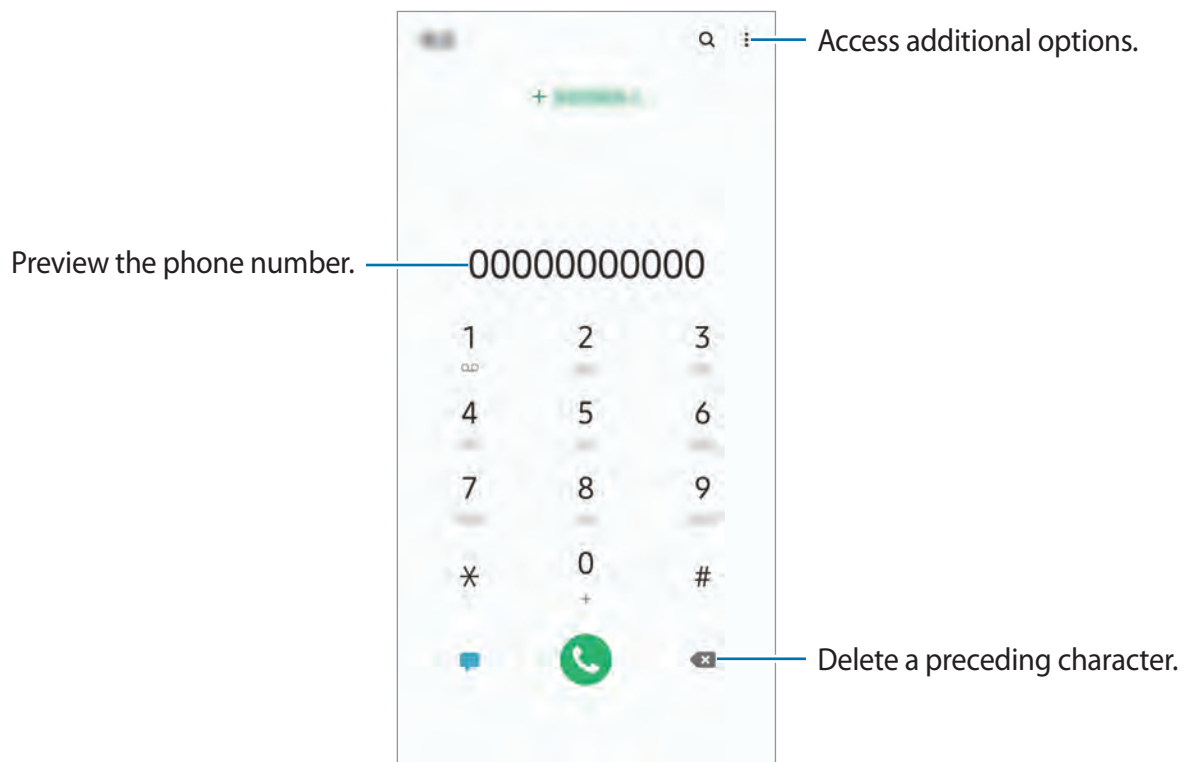 Access additional options.
+
Preview the phone number.
00000000000
1 2 3
4 5 6
7 8 9
* 0 #
+
Delete a preceding character.